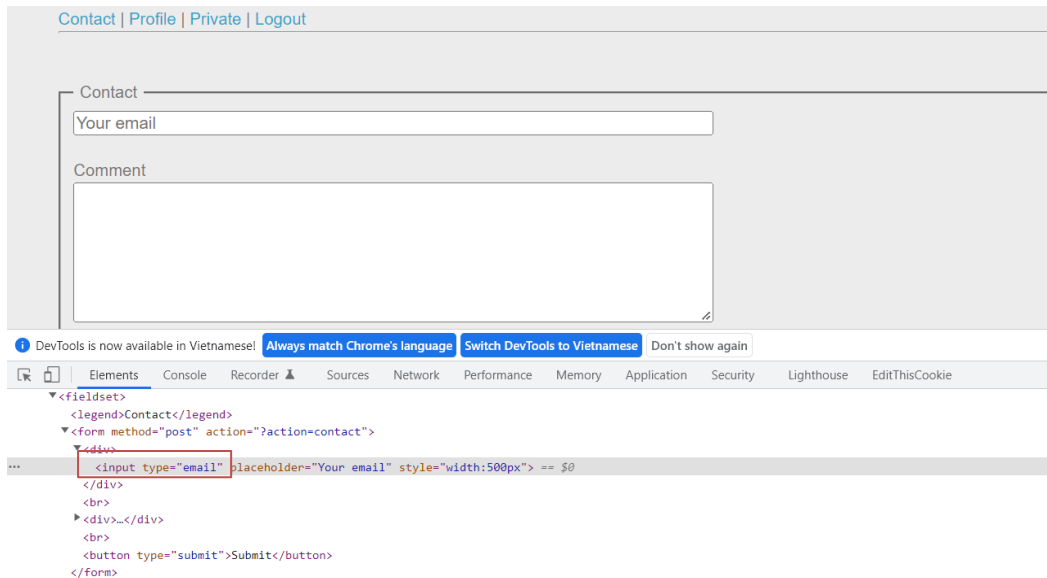 Contact | Profile | Private | Logout
Contact
Your email
Comment
DevTools is now available in Vietnamese! Always match Chrome's language Switch DevTools to Vietnamese Don't show again
Elements Console Recorder Sources Network Performance Memory Application Security Lighthouse EditThisCookie
▼<fieldset>
<legend>Contact</legend>
▼<form method="post" action="?action=contact">
▼<div>
··· <input type="email" placeholder="Your email" style="width:500px"> == $0
</div>
<br>
▶<div>…</div>
<br>
<button type="submit">Submit</button>
</form>